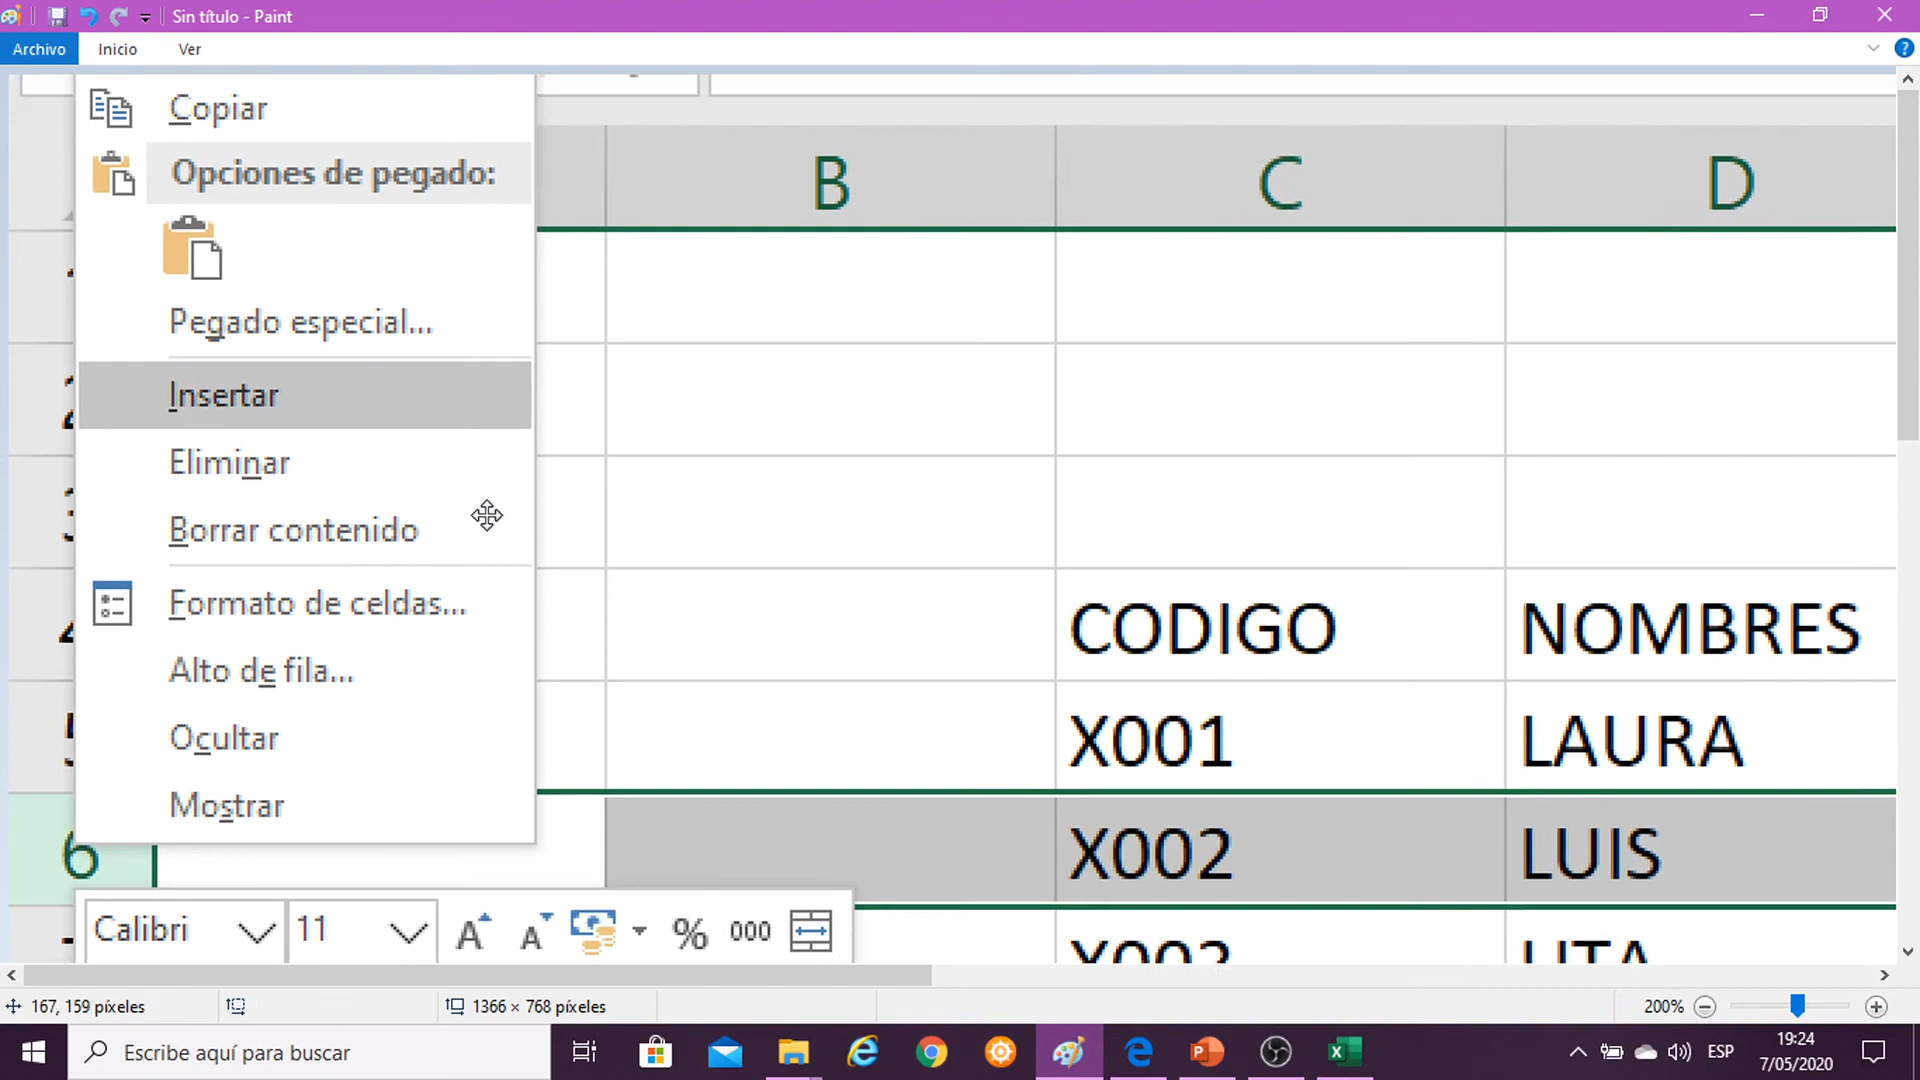 Sin título - Paint
Archivo Inicio Ver
Copiar
Opciones de pegado:
B C D
Pegado especial...
Insertar
Eliminar
Borrar contenido
Formato de celdas...
4 CODIGO NOMBRES
Alto de fila...
5 X001 LAURA
Ocultar
Mostrar
6 X002 LUIS
Calibri 11 A A % 000
167, 159 píxeles 1366 × 768 píxeles 200%
Escribe aquí para buscar
ESP
19:24
7/05/2020